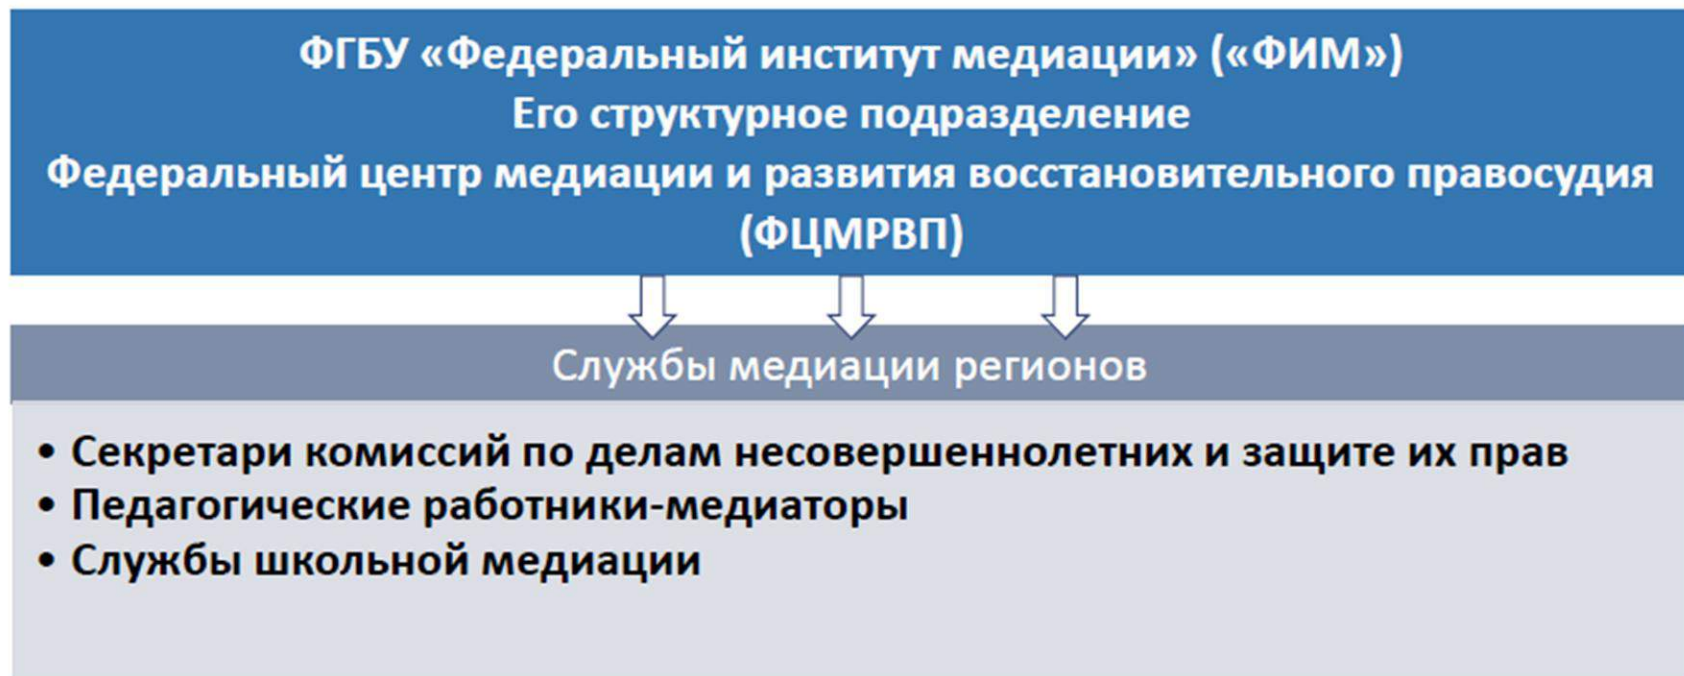 ФГБУ «Федеральный институт медиации» («ФИМ»)
Его структурное подразделение
Федеральный центр медиации и развития восстановительного правосудия
(ФЦМРВП)
Службы медиации регионов
• Секретари комиссий по делам несовершеннолетних и защите их прав
• Педагогические работники-медиаторы
• Службы школьной медиации